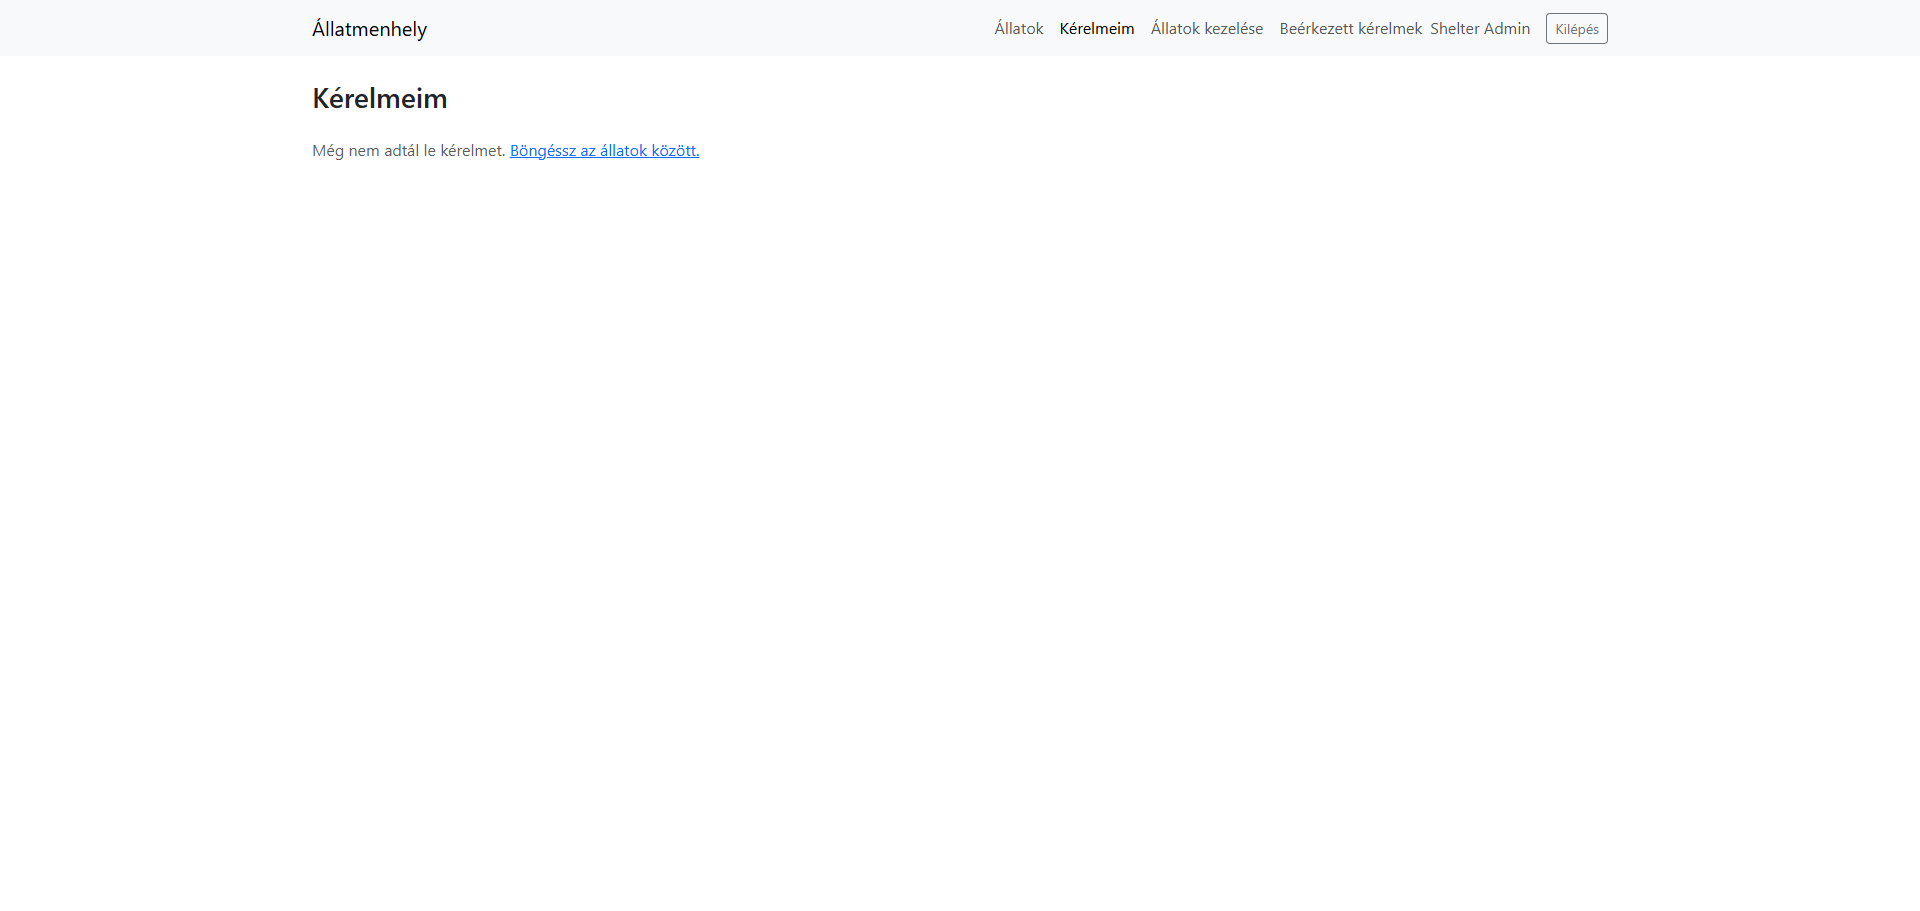 Állatmenhely Állatok Kérelmeim Állatok kezelése Beérkezett kérelmek Shelter Admin Kilépés
Kérelmeim
Még nem adtál le kérelmet. Böngéssz az állatok között.